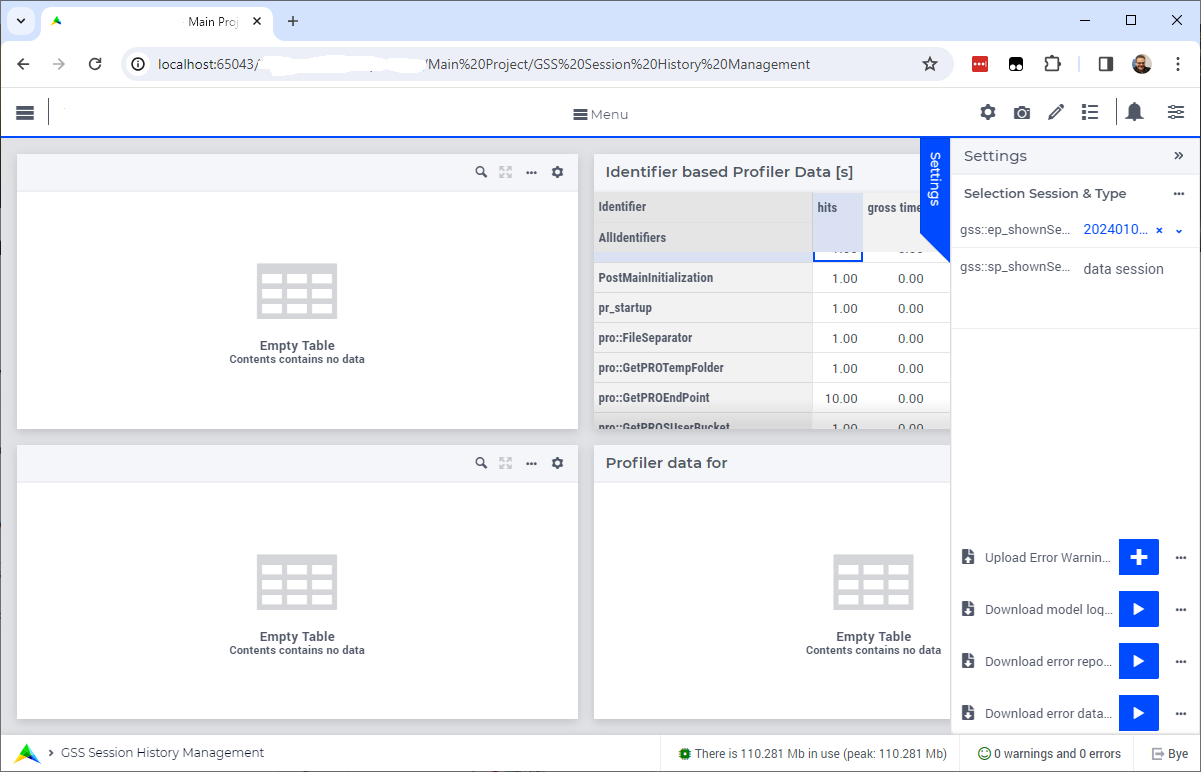 Main Proj
localhost:65043/ /Main%20Project/GSS%20Session%20History%20Management
Menu
Identifier based Profiler Data [s]
Identifier
hits
gross time
AllIdentifiers
PostMainInitialization 1.00 0.00
pr_startup 1.00 0.00
pro::FileSeparator 1.00 0.00
pro::GetPROTempFolder 1.00 0.00
pro::GetPROEndPoint 10.00 0.00
pro::GetPROSUserBucket 1.00 0.00
Empty Table
Contents contains no data
Settings
Settings
Selection Session & Type
gss::ep_shownSe... 2024010...
gss::sp_shownSe... data session
Profiler data for
Empty Table
Contents contains no data
Empty Table
Contents contains no data
Upload Error Warnin...
Download model log...
Download error repo...
Download error data...
GSS Session History Management
There is 110.281 Mb in use (peak: 110.281 Mb)
0 warnings and 0 errors
Bye